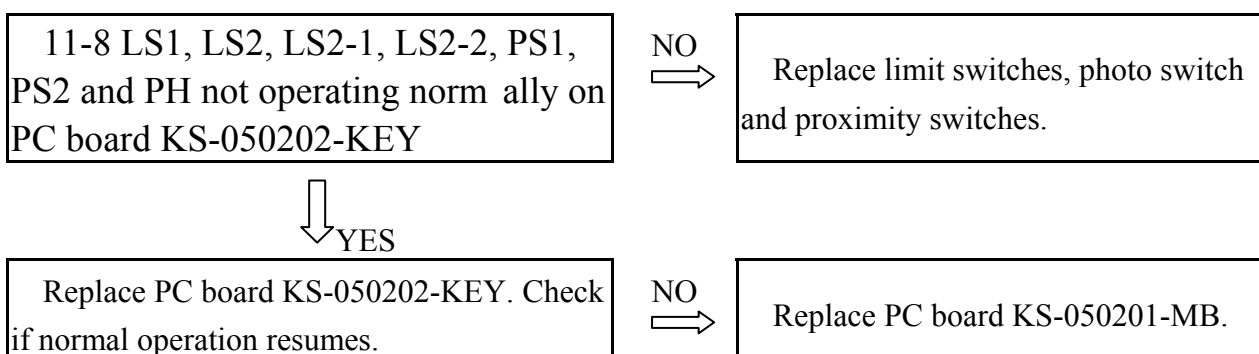 11-8 LS1, LS2, LS2-1, LS2-2, PS1,
PS2 and PH not operating norm ally on
PC board KS-050202-KEY
NO
Replace limit switches, photo switch
and proximity switches.
YES
Replace PC board KS-050202-KEY. Check
if normal operation resumes.
NO
Replace PC board KS-050201-MB.